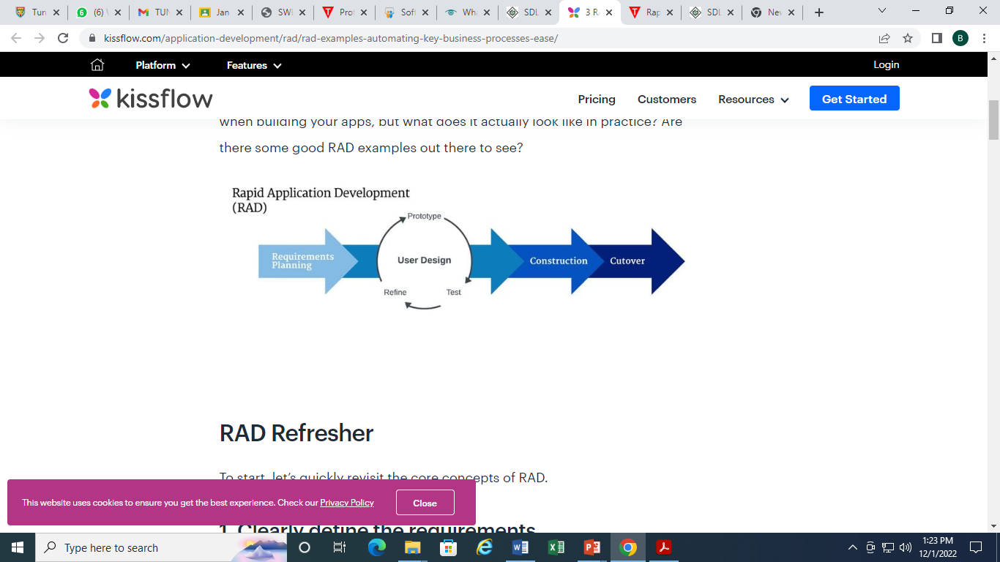 Tun
(6) W
TUN
Jan
SWE
Prot
Soft
Wha
SDL
3 R
Rap
SDL
Nev
kissflow.com/application-development/rad/rad-examples-automating-key-business-processes-ease/
B
Platform
Features
Login
kissflow
Pricing
Customers
Resources
Get Started
when building your apps, but what does it actually look like in practice? Are
there some good RAD examples out there to see?
Rapid Application Development
(RAD)
Prototype
Requirements
Planning
User Design
Construction
Cutover
Refine
Test
RAD Refresher
To start, let's quickly revisit the core concepts of RAD.
This website uses cookies to ensure you get the best experience. Check our Privacy Policy
Close
1. Clearly define the requirements
Type here to search
1:23 PM
12/1/2022